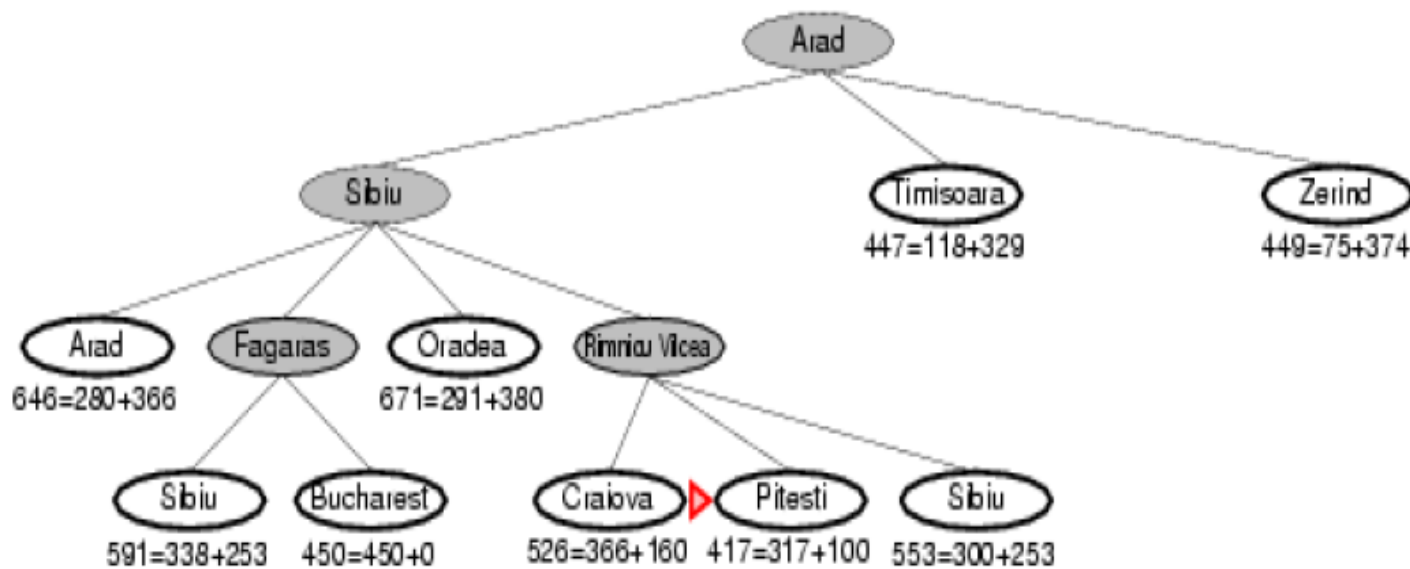 Arad
Sibiu
Timisoara
Zerind
447=118+329
449=75+374
Arad
Fagaras
Oradea
Rimnicu Vilcea
646=280+366
671=291+380
Sibiu
Bucharest
Craiova
Pitesti
Sibiu
591=338+253
450=450+0
526=366+160
417=317+100
553=300+253